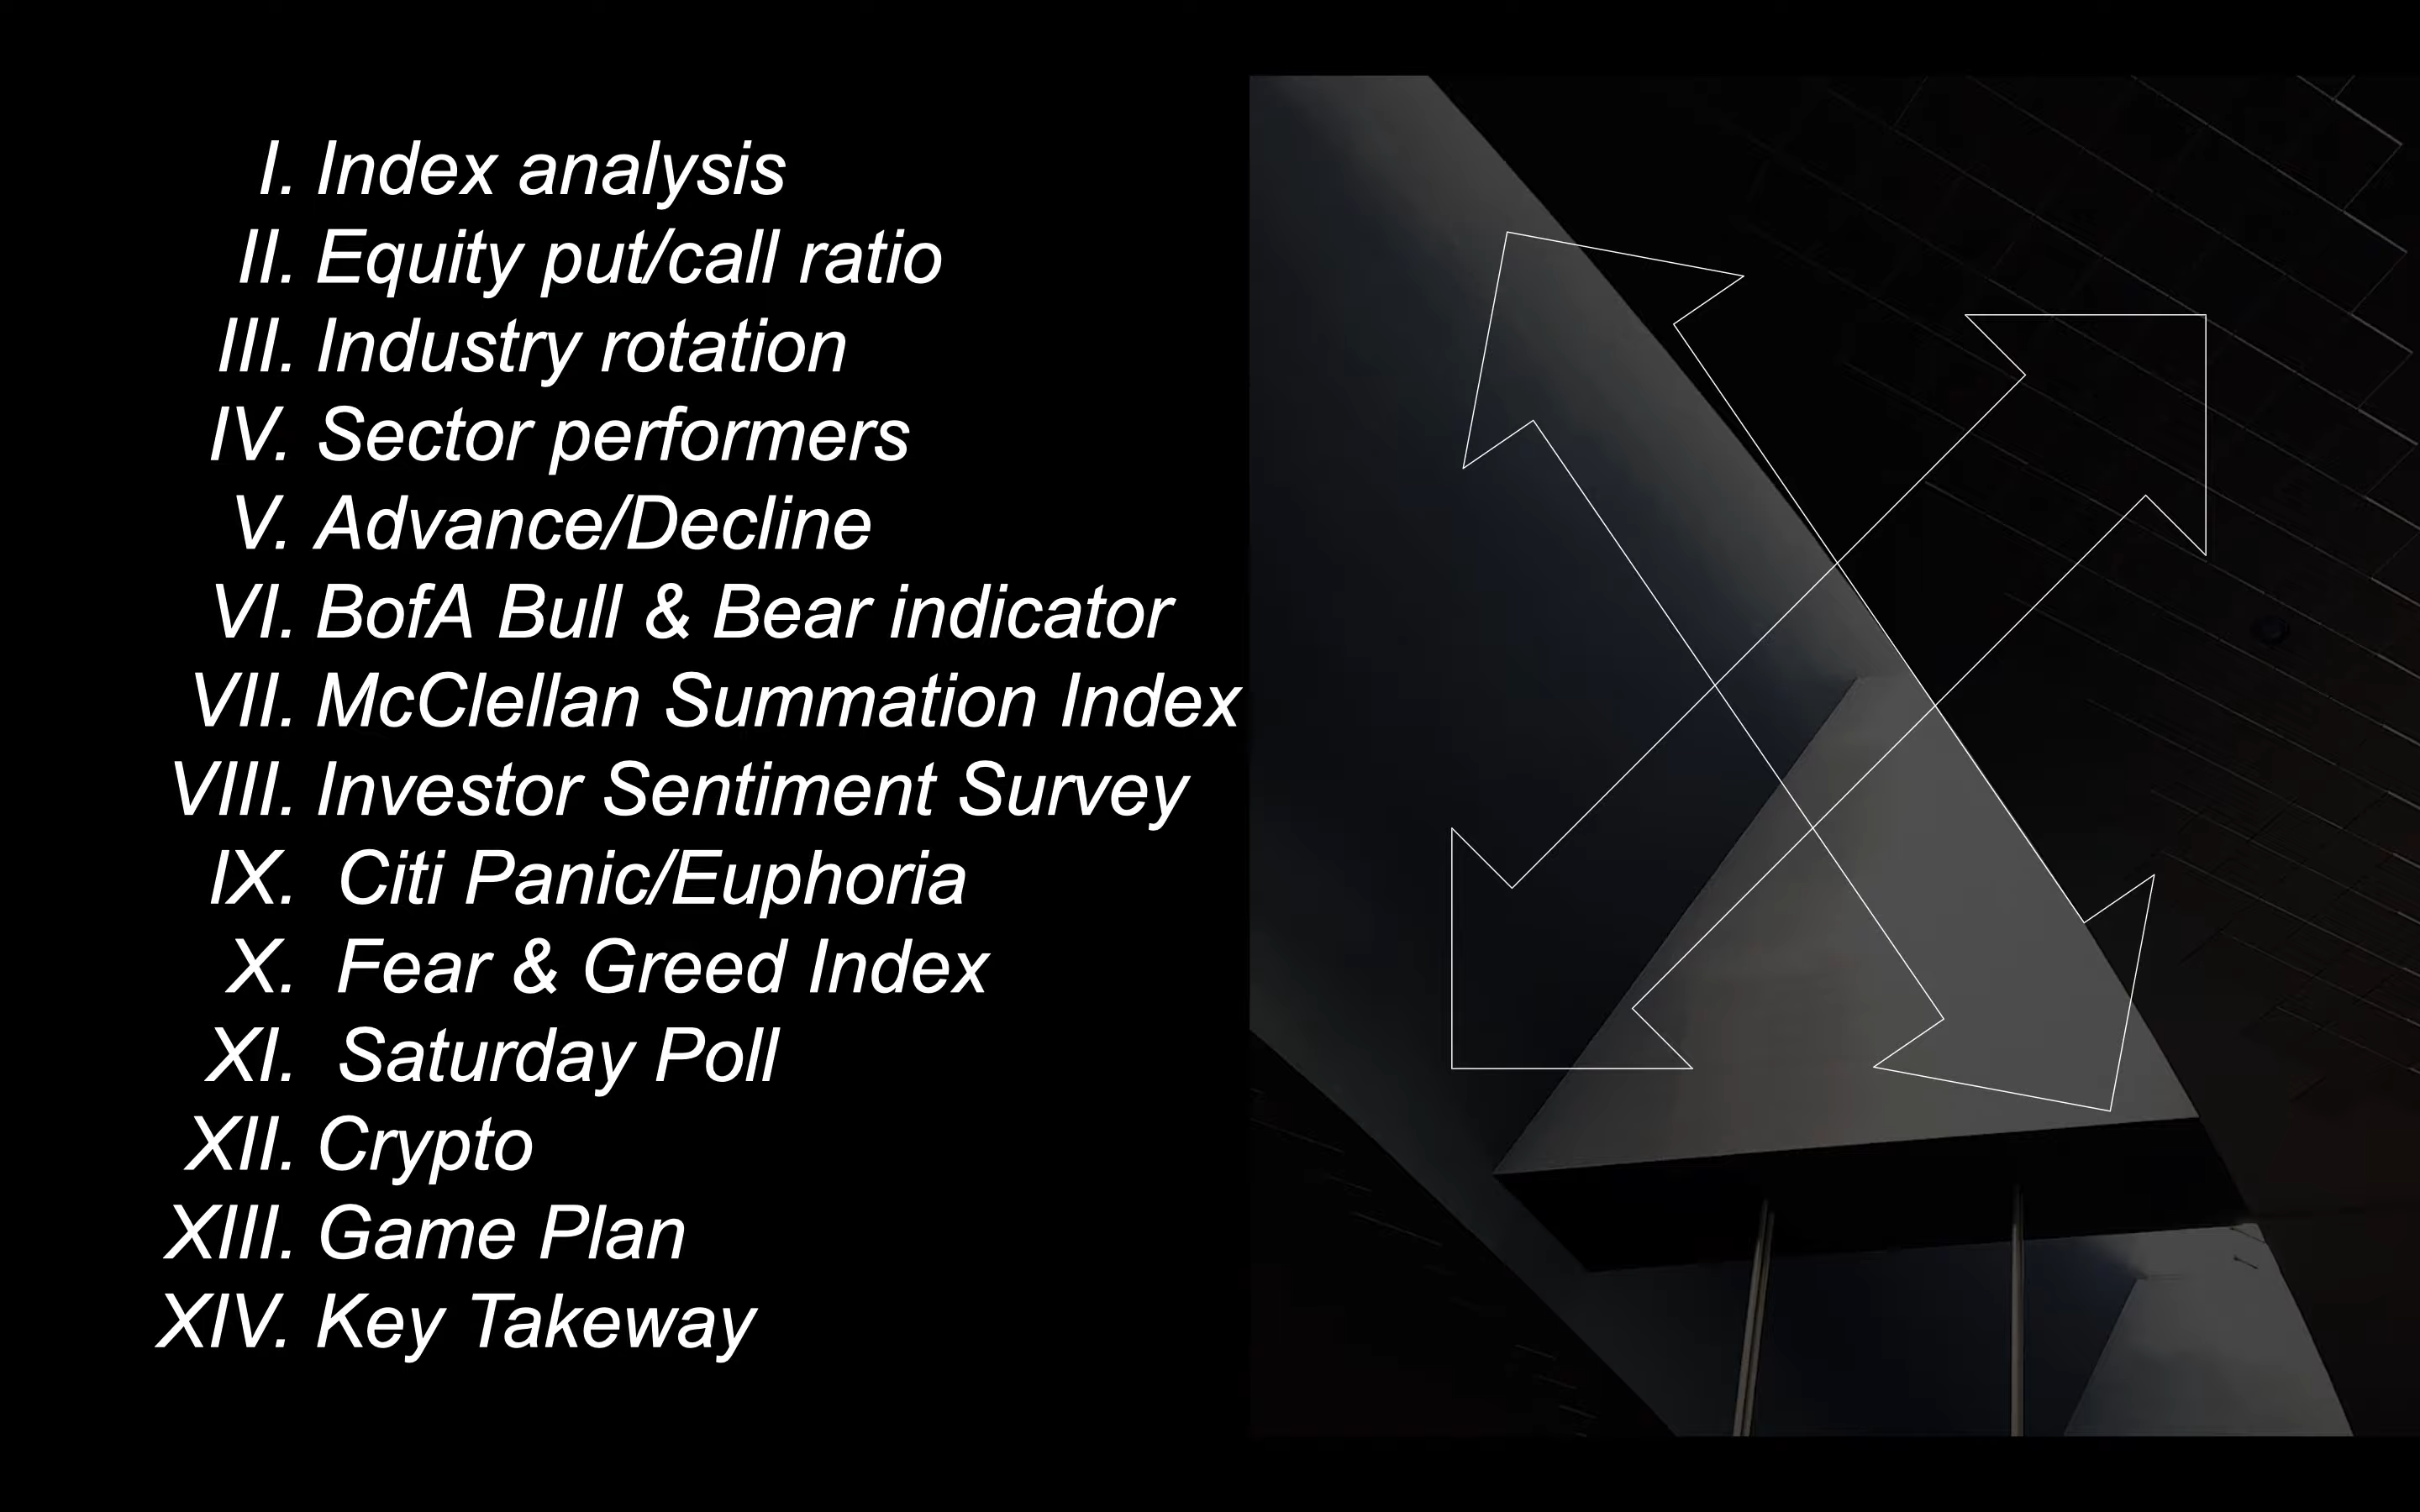 I. Index analysis
II. Equity put/call ratio
III. Industry rotation
IV. Sector performers
V. Advance/Decline
VI. BofA Bull & Bear indicator
VII. McClellan Summation Index
VIII. Investor Sentiment Survey
IX. Citi Panic/Euphoria
X. Fear & Greed Index
XI. Saturday Poll
XII. Crypto
XIII. Game Plan
XIV. Key Takeway